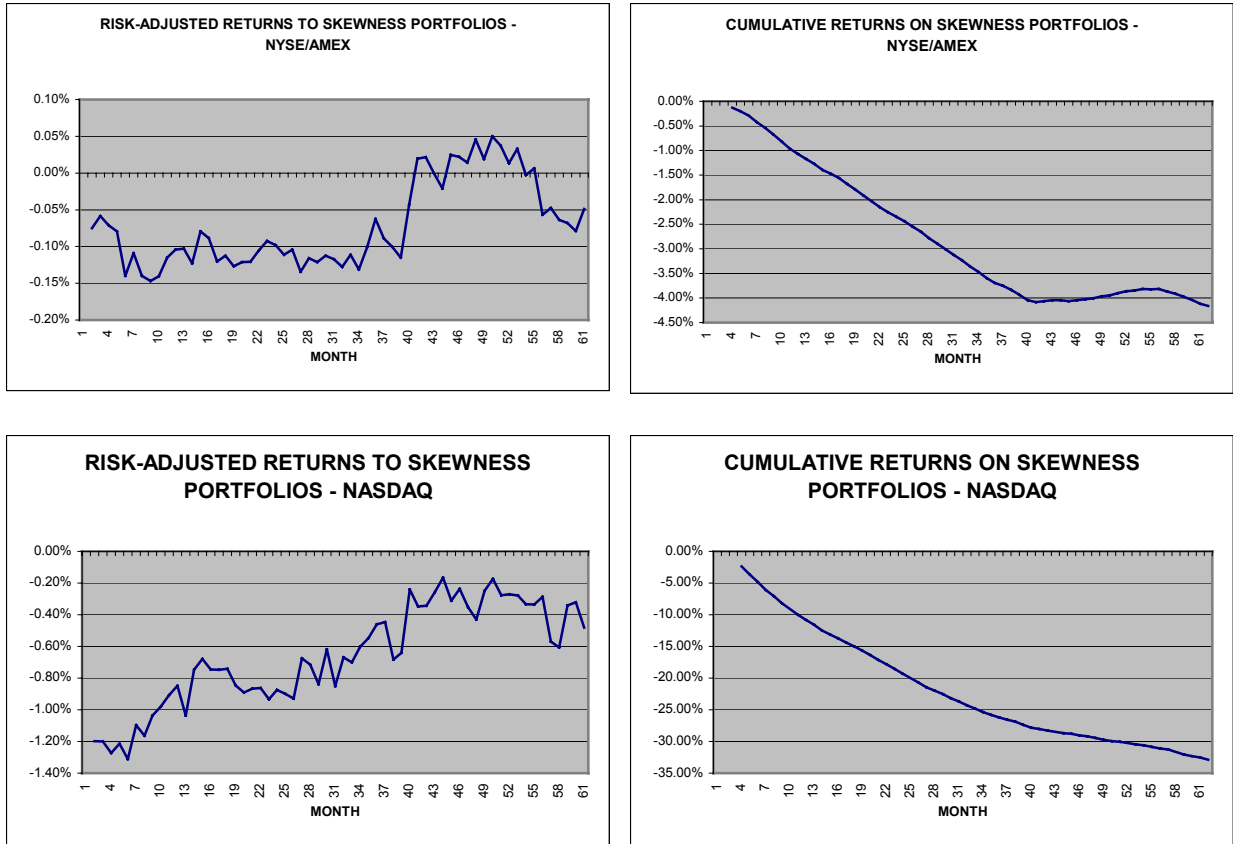 RISK-ADJUSTED RETURNS TO SKEWNESS PORTFOLIOS -
NYSE/AMEX
0.10%
0.05%
0.00%
-0.05%
-0.10%
-0.15%
-0.20%
1 4 7 10 13 16 19 22 25 28 31 34 37 40 43 46 49 52 55 58 61
MONTH
CUMULATIVE RETURNS ON SKEWNESS PORTFOLIOS -
NYSE/AMEX
0.00%
-0.50%
-1.00%
-1.50%
-2.00%
-2.50%
-3.00%
-3.50%
-4.00%
-4.50%
1 4 7 10 13 16 19 22 25 28 31 34 37 40 43 46 49 52 55 58 61
MONTH
RISK-ADJUSTED RETURNS TO SKEWNESS
PORTFOLIOS - NASDAQ
0.00%
-0.20%
-0.40%
-0.60%
-0.80%
-1.00%
-1.20%
-1.40%
1 4 7 10 13 16 19 22 25 28 31 34 37 40 43 46 49 52 55 58 61
MONTH
CUMULATIVE RETURNS ON SKEWNESS
PORTFOLIOS - NASDAQ
0.00%
-5.00%
-10.00%
-15.00%
-20.00%
-25.00%
-30.00%
-35.00%
1 4 7 10 13 16 19 22 25 28 31 34 37 40 43 46 49 52 55 58 61
MONTH